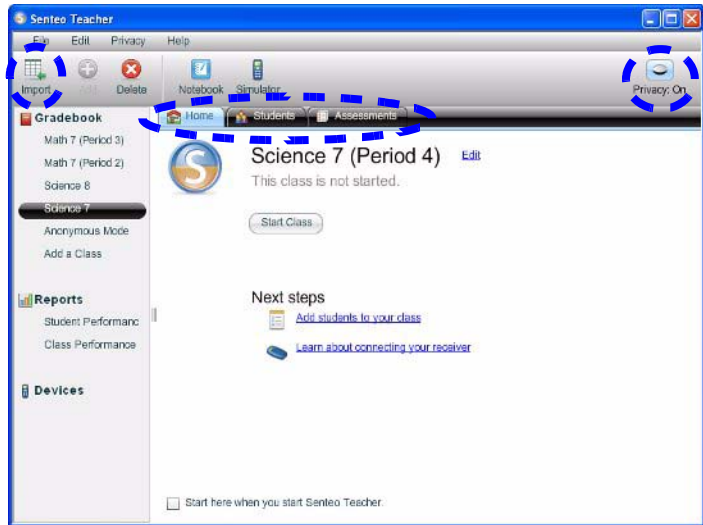 Senteo Teacher
File Edit Privacy Help
Import Add Delete Notebook Simulator Privacy: On
Gradebook
Math 7 (Period 3)
Math 7 (Period 2)
Science 8
Science 7
Anonymous Mode
Add a Class
Reports
Student Performanc
Class Performance
Devices
Home Students Assessments
Science 7 (Period 4) Edit
This class is not started.
Start Class
Next steps
Add students to your class
Learn about connecting your receiver
Start here when you start Senteo Teacher.